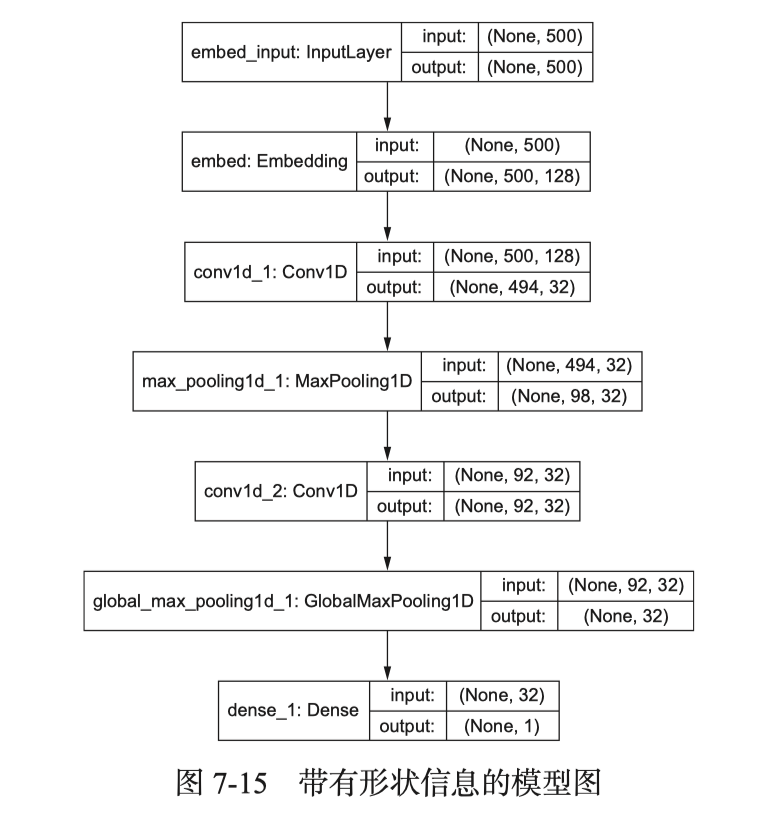 embed_input: InputLayer
input: (None, 500)
output: (None, 500)
embed: Embedding
input: (None, 500)
output: (None, 500, 128)
conv1d_1: Conv1D
input: (None, 500, 128)
output: (None, 494, 32)
max_pooling1d_1: MaxPooling1D
input: (None, 494, 32)
output: (None, 98, 32)
conv1d_2: Conv1D
input: (None, 92, 32)
output: (None, 92, 32)
global_max_pooling1d_1: GlobalMaxPooling1D
input: (None, 92, 32)
output: (None, 32)
dense_1: Dense
input: (None, 32)
output: (None, 1)
图 7-15 带有形状信息的模型图